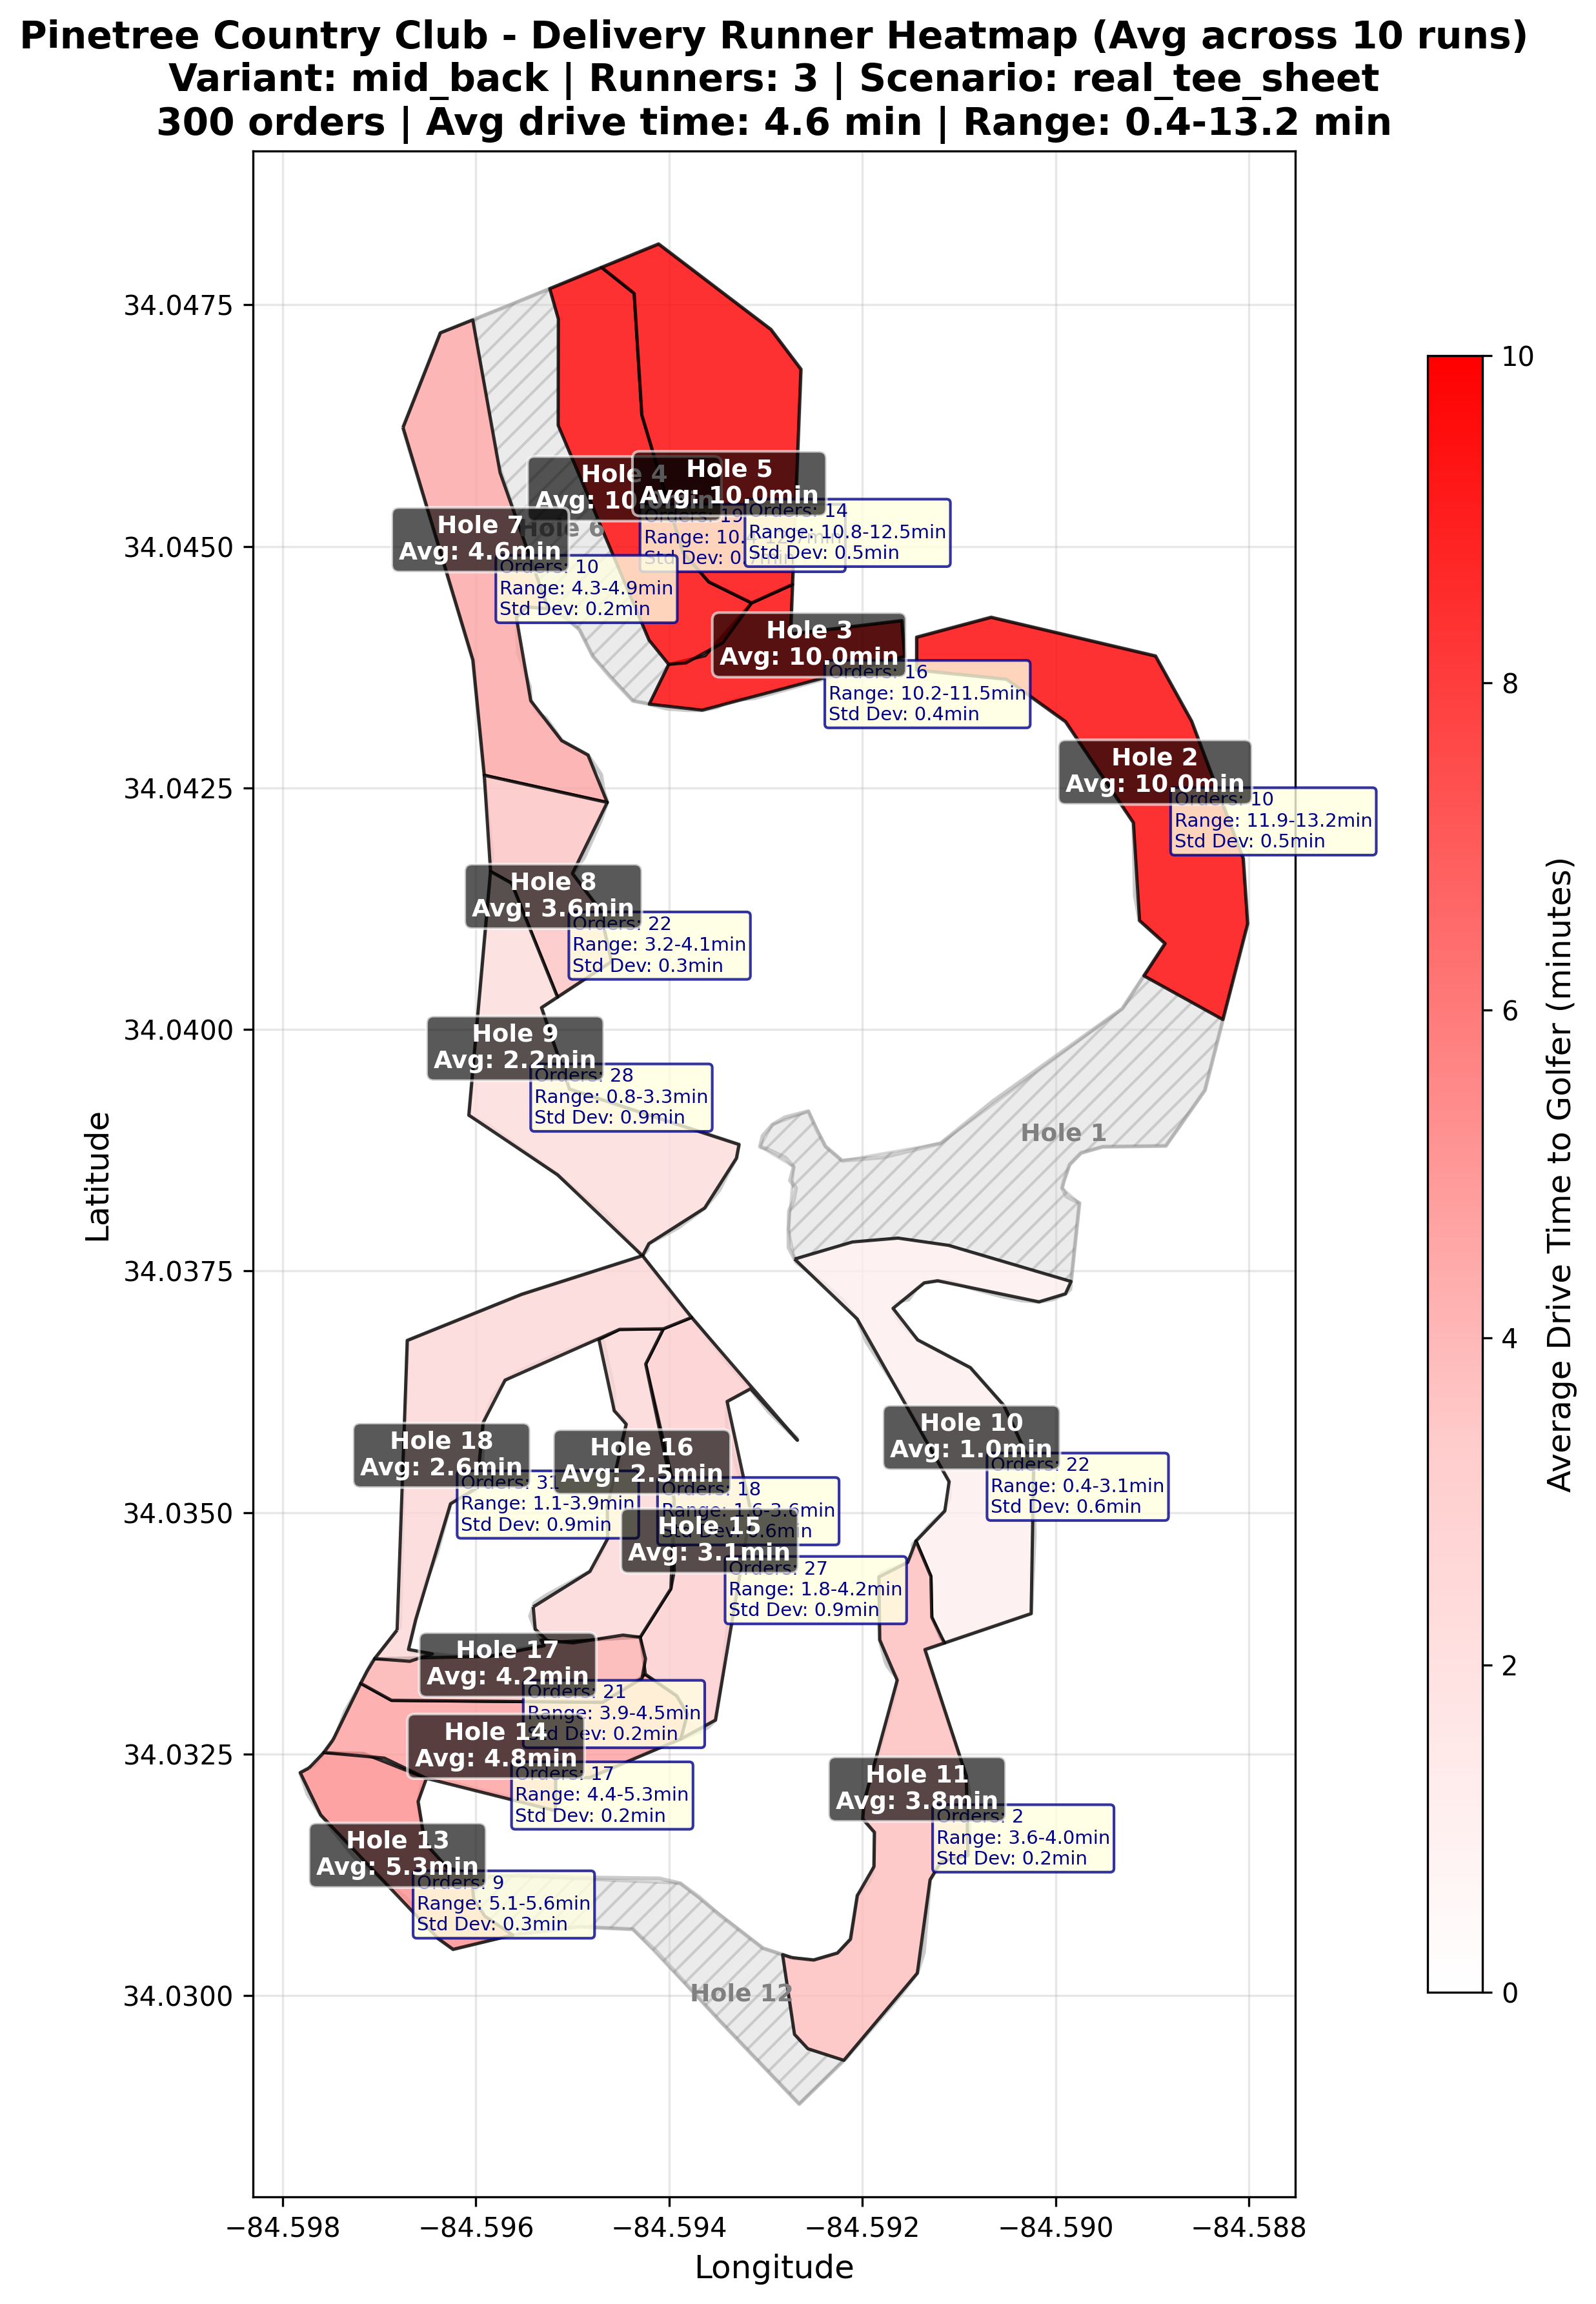 Pinetree Country Club - Delivery Runner Heatmap (Avg across 10 runs)
Variant: mid_back | Runners: 3 | Scenario: real_tee_sheet
300 orders | Avg drive time: 4.6 min | Range: 0.4-13.2 min
34.0475
34.0450
34.0425
34.0400
34.0375
34.0350
34.0325
34.0300
Latitude
−84.598
−84.596
−84.594
−84.592
−84.590
−84.588
Longitude
10
8
6
4
2
0
Average Drive Time to Golfer (minutes)
Hole 4
Avg:
Orders: 19
Std Dev:
Hole 5
Avg: 10.0min
Orders: 14
Range: 10.8-12.5min
Std Dev: 0.5min
Hole 6
Hole 7
Avg: 4.6min
Orders: 10
Range: 4.3-4.9min
Std Dev: 0.2min
Hole 3
Avg: 10.0min
Orders: 16
Range: 10.2-11.5min
Std Dev: 0.4min
Hole 2
Avg: 10.0min
Orders: 10
Range: 11.9-13.2min
Std Dev: 0.5min
Hole 8
Avg: 3.6min
Orders: 22
Range: 3.2-4.1min
Std Dev: 0.3min
Hole 9
Avg: 2.2min
Orders: 28
Range: 0.8-3.3min
Std Dev: 0.9min
Hole 1
Hole 10
Avg: 1.0min
Orders: 22
Range: 0.4-3.1min
Std Dev: 0.6min
Hole 18
Avg: 2.6min
Orders: 31
Range: 1.1-3.9min
Std Dev: 0.9min
Hole 16
Avg: 2.5min
Orders: 18
Range: 1.6-3.6min
Std Dev: 0.6min
Hole 15
Avg: 3.1min
Orders: 27
Range: 1.8-4.2min
Std Dev: 0.9min
Hole 17
Avg: 4.2min
Orders: 21
Range: 3.9-4.5min
Std Dev: 0.2min
Hole 14
Avg: 4.8min
Orders: 17
Range: 4.4-5.3min
Std Dev: 0.2min
Hole 11
Avg: 3.8min
Orders: 2
Range: 3.6-4.0min
Std Dev: 0.2min
Hole 13
Avg: 5.3min
Orders: 9
Range: 5.1-5.6min
Std Dev: 0.3min
Hole 12